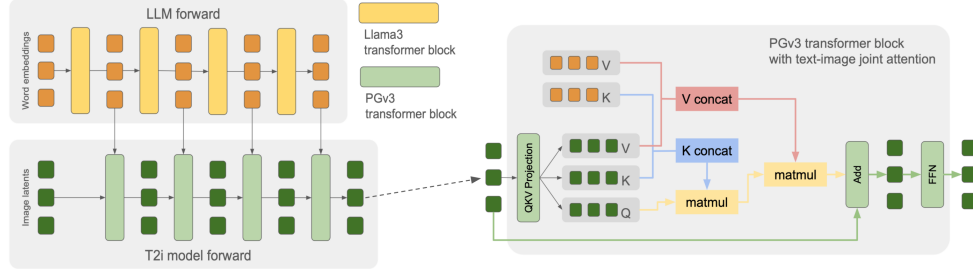 LLM forward
Word embeddings
Llama3
transformer block
PGv3
transformer block
Image latents
T2i model forward
PGv3 transformer block
with text-image joint attention
V
K
V concat
QKV Projection
V
K
Q
K concat
matmul
matmul
Add
FFN